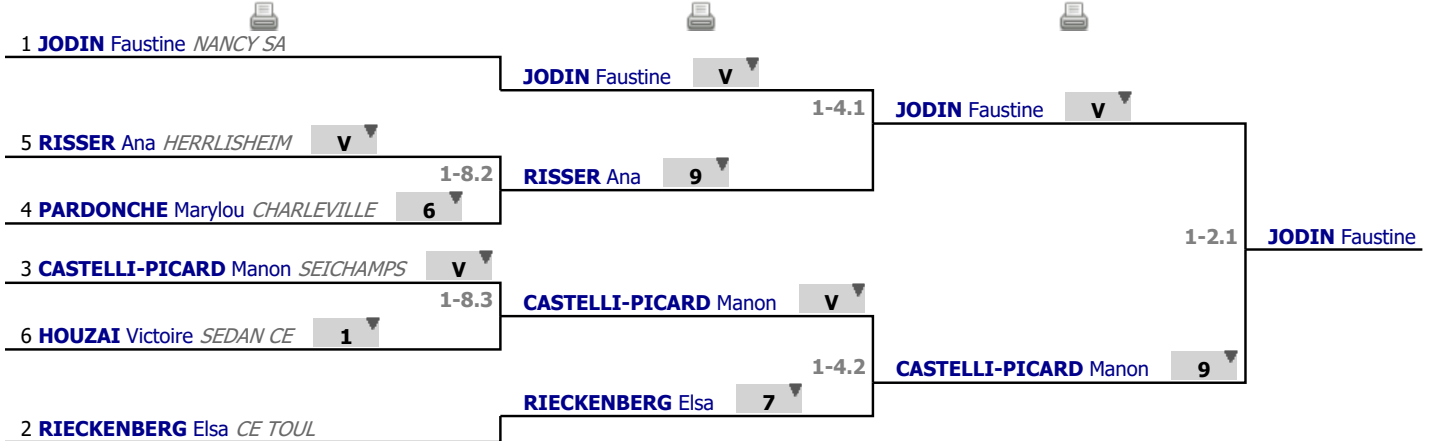 1 JODIN Faustine NANCY SA
JODIN Faustine V
1-4.1
JODIN Faustine V
5 RISSER Ana HERRLISHEIM V
1-8.2
RISSER Ana 9
4 PARDONCHE Marylou CHARLEVILLE 6
1-2.1
JODIN Faustine
3 CASTELLI-PICARD Manon SEICHAMPS V
1-8.3
CASTELLI-PICARD Manon V
6 HOUZAI Victoire SEDAN CE 1
1-4.2
CASTELLI-PICARD Manon 9
RIECKENBERG Elsa 7
2 RIECKENBERG Elsa CE TOUL